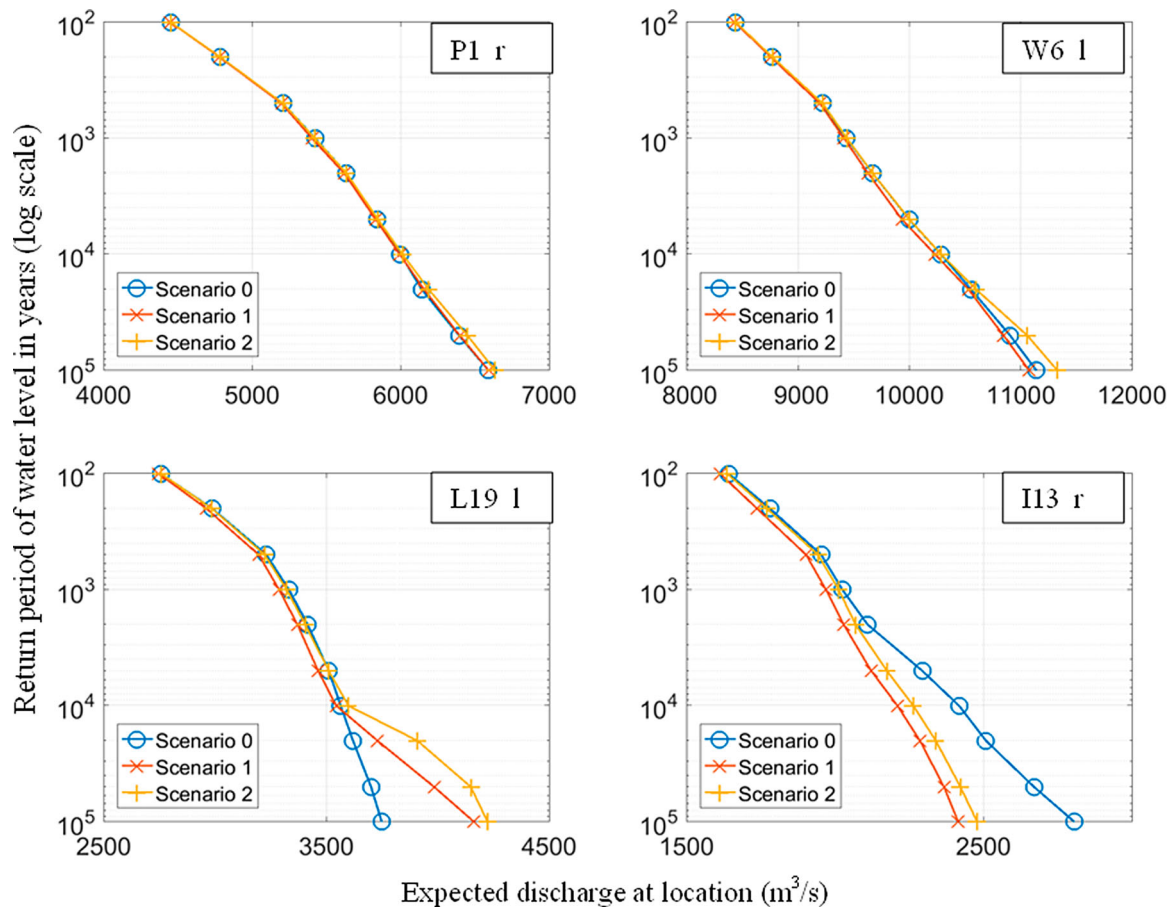 Return period of water level in years (log scale)
P1 r
10²
10³
10⁴
10⁵
Scenario 0
Scenario 1
Scenario 2
4000 5000 6000 7000
W6 l
10²
10³
10⁴
10⁵
Scenario 0
Scenario 1
Scenario 2
8000 9000 10000 11000 12000
L19 l
10²
10³
10⁴
10⁵
Scenario 0
Scenario 1
Scenario 2
2500 3500 4500
I13 r
10²
10³
10⁴
10⁵
Scenario 0
Scenario 1
Scenario 2
1500 2500
Expected discharge at location (m³/s)